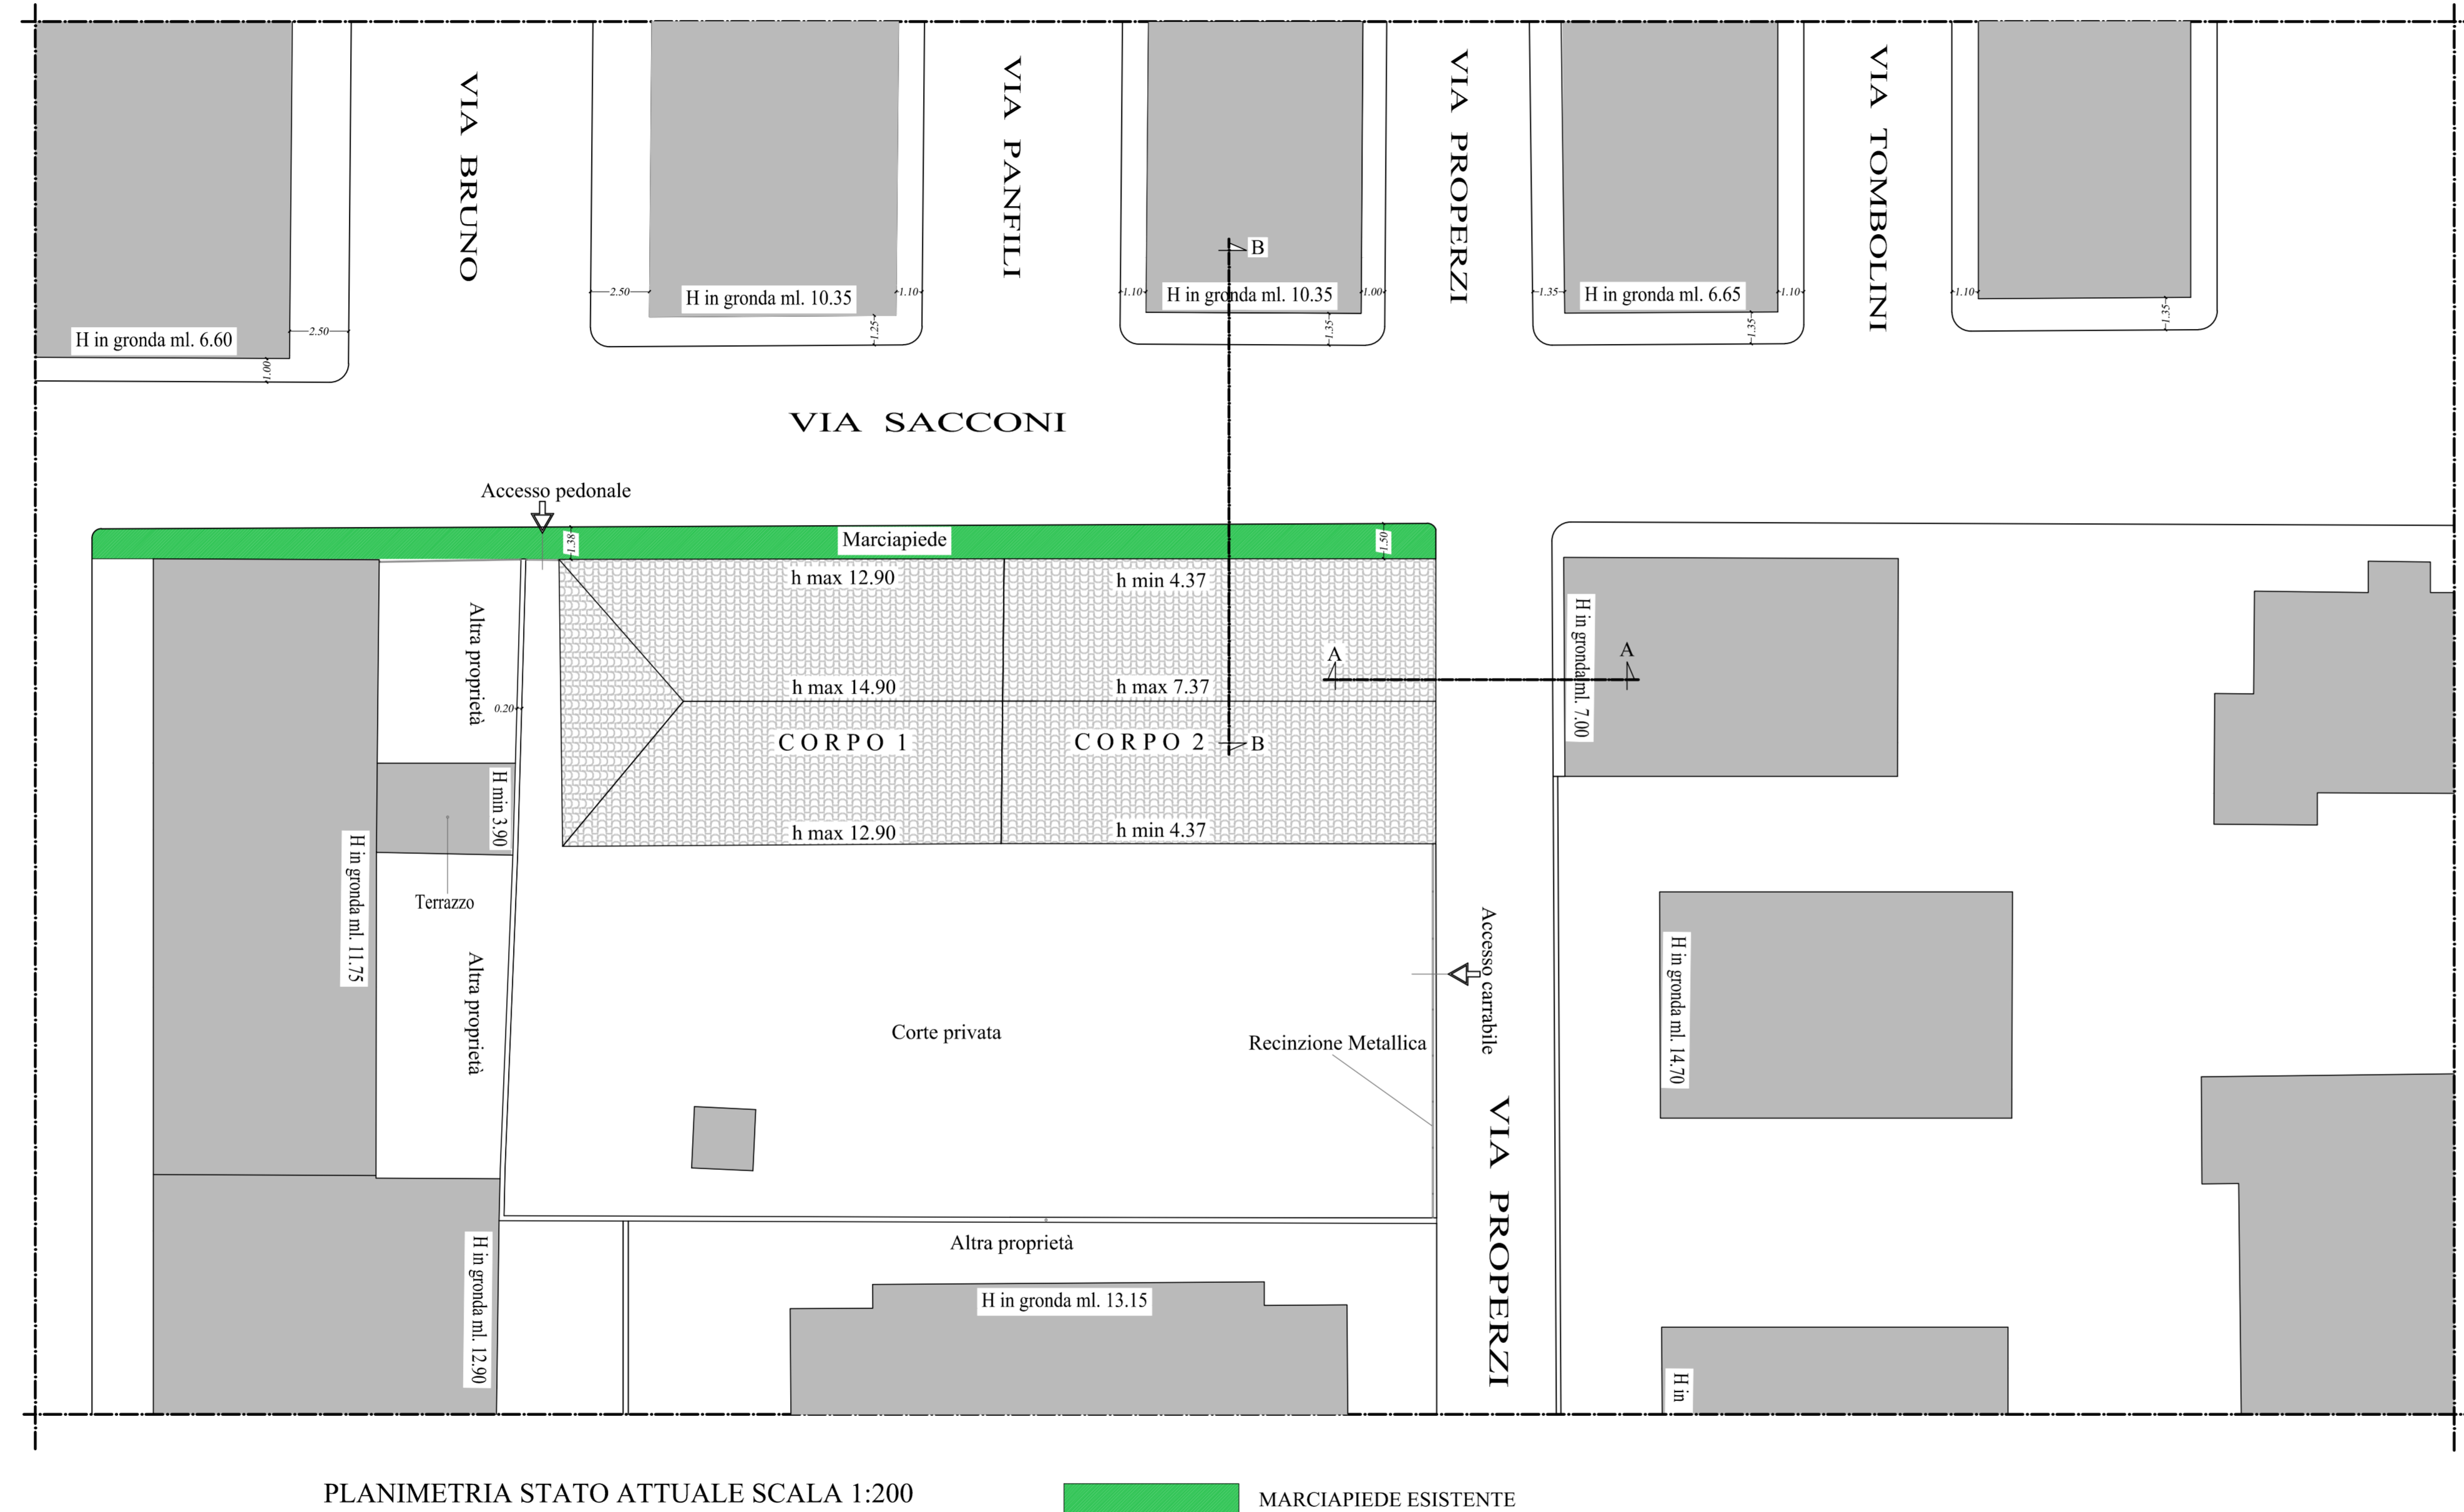 VIA BRUNO
VIA PANFILI
VIA PROPERZI
VIA TOMBOLINI
B
2.50
H in gronda ml. 10.35
1.10
1.10
H in gronda ml. 10.35
1.00
1.35
H in gronda ml. 6.65
1.10
1.10
H in gronda ml. 6.60
2.50
1.00
1.25
1.35
1.35
1.35
VIA SACCONI
Accesso pedonale
1.38
Marciapiede
1.50
h max 12.90
h min 4.37
Altra proprietà
H in gronda ml. 7.00
A
A
h max 14.90
h max 7.37
0.20
CORPO 1
CORPO 2
B
H min 3.90
h max 12.90
h min 4.37
H in gronda ml. 11.75
Terrazzo
Altra proprietà
Accesso carrabile
H in gronda ml. 14.70
Corte privata
Recinzione Metallica
VIA PROPERZI
Altra proprietà
H in gronda ml. 12.90
H in gronda ml. 13.15
H in
PLANIMETRIA STATO ATTUALE SCALA 1:200
MARCIAPIEDE ESISTENTE